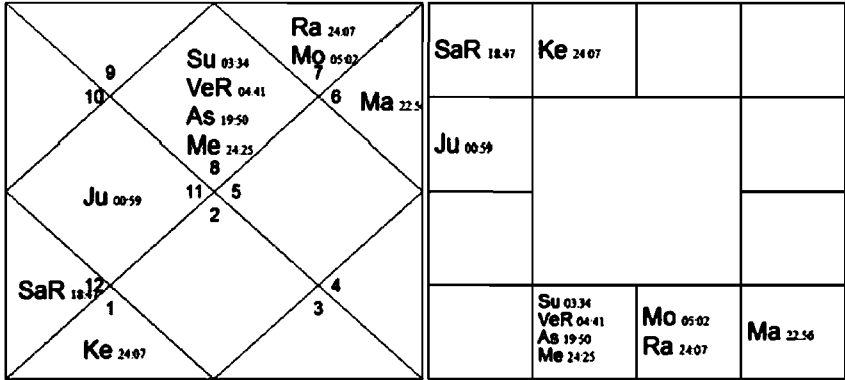 Ra 24:07
Mo 05:02
7
Su 03:34
VeR 04:41
As 19:50
Me 24:25
8
9
10
6
Ma 22:5
Ju 00:59
11
5
2
SaR 18:47
12
1
4
3
Ke 24:07
SaR 18:47
Ke 24:07
Ju 00:59
Su 03:34
VeR 04:41
As 19:50
Me 24:25
Mo 05:02
Ra 24:07
Ma 22:56